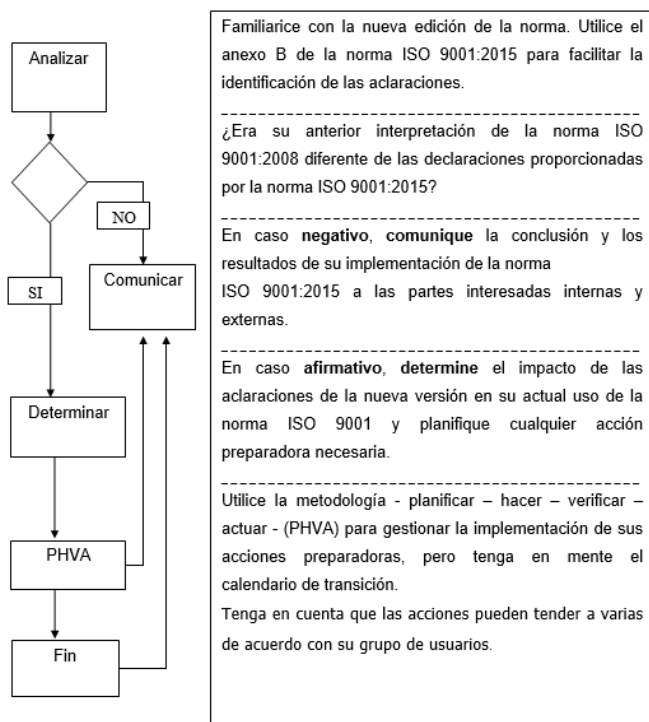 Analizar
NO
SI
Comunicar
Determinar
PHVA
Fin
Familiarice con la nueva edición de la norma. Utilice el
anexo B de la norma ISO 9001:2015 para facilitar la
identificación de las aclaraciones.
¿Era su anterior interpretación de la norma ISO
9001:2008 diferente de las declaraciones proporcionadas
por la norma ISO 9001:2015?
En caso negativo, comunique la conclusión y los
resultados de su implementación de la norma
ISO 9001:2015 a las partes interesadas internas y
externas.
En caso afirmativo, determine el impacto de las
aclaraciones de la nueva versión en su actual uso de la
norma ISO 9001 y planifique cualquier acción
preparadora necesaria.
Utilice la metodología - planificar – hacer – verificar –
actuar - (PHVA) para gestionar la implementación de sus
acciones preparadoras, pero tenga en mente el
calendario de transición.
Tenga en cuenta que las acciones pueden tender a varias
de acuerdo con su grupo de usuarios.